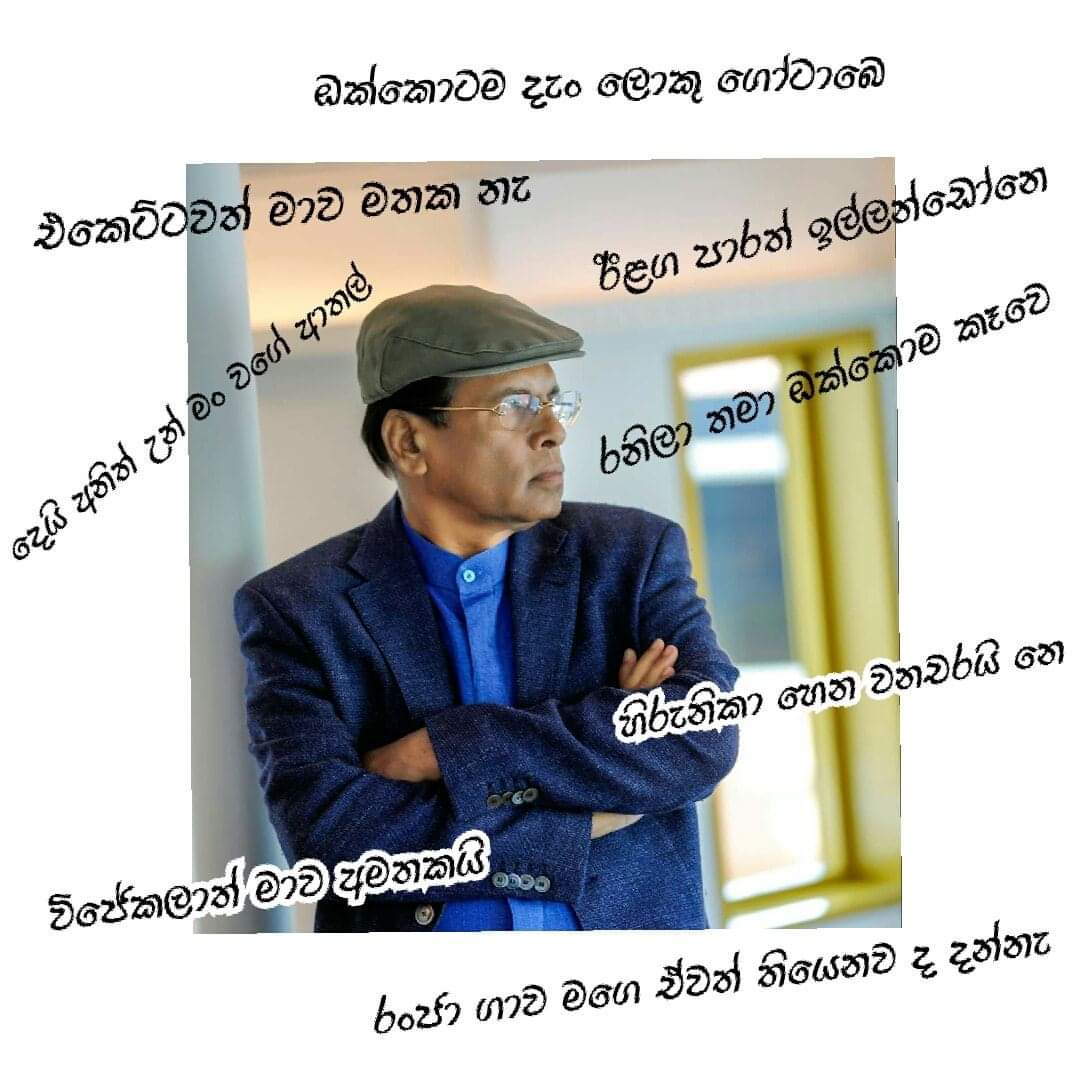 ඔක්කොටම දැං ලොකු ගෝටාබෙ
එකෙට්ටවත් මාව මතක නැ
ඊළග පාරත් ඉල්ලන්ඩෝනෙ
දෙයි අනිත් උන් මං වගේ ආතල්
රනිලා තමා ඔක්කොම කෑවෙ
හිරුනිකා හෙන වනචරයි නෙ
විජේකලාත් මාව අමතකයි
රංජා ගාව මගෙ ඒවත් තියෙනව ද දන්නැ